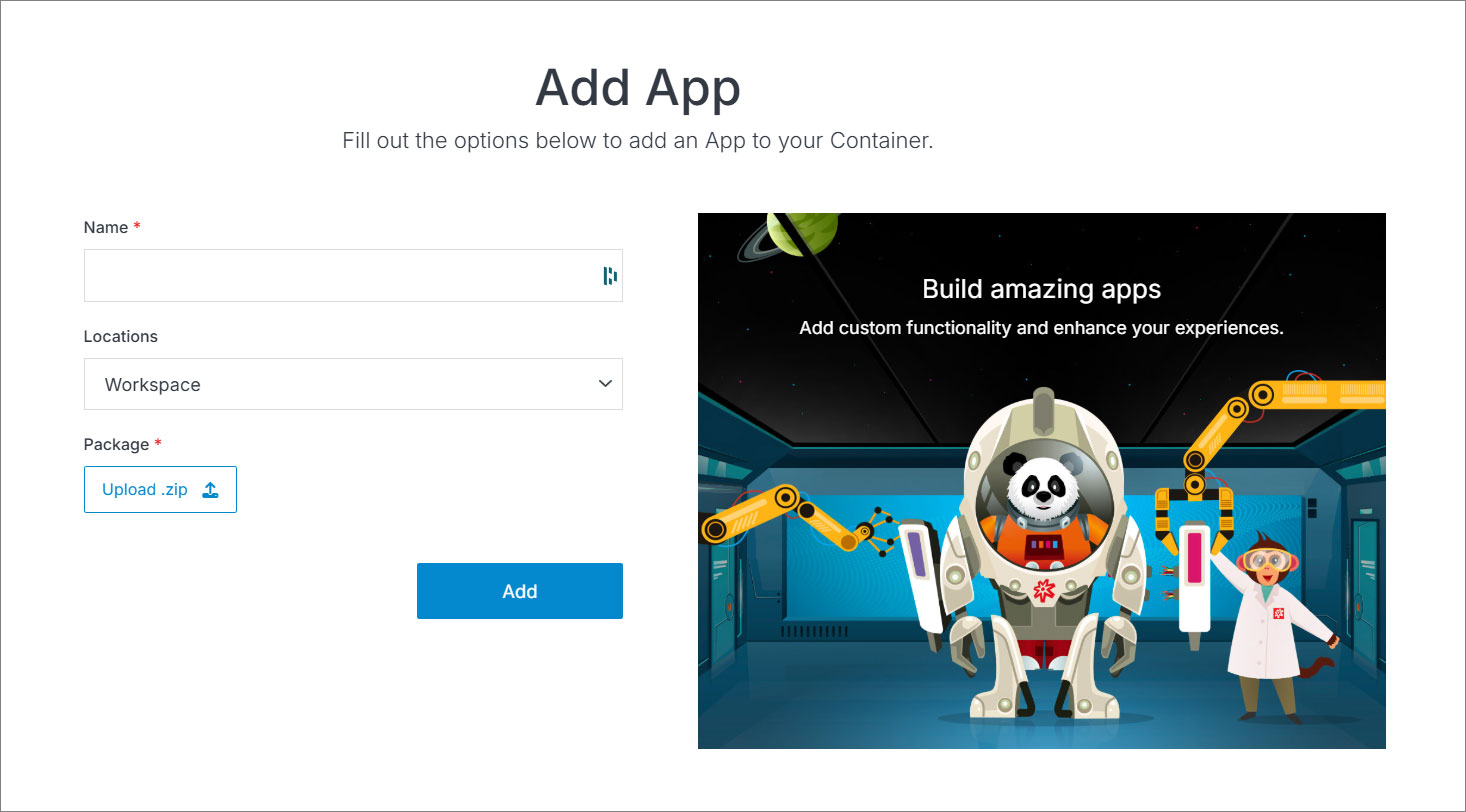 Add App
Fill out the options below to add an App to your Container.
Name *
Locations
Workspace
Package *
Upload .zip
Add
Build amazing apps
Add custom functionality and enhance your experiences.